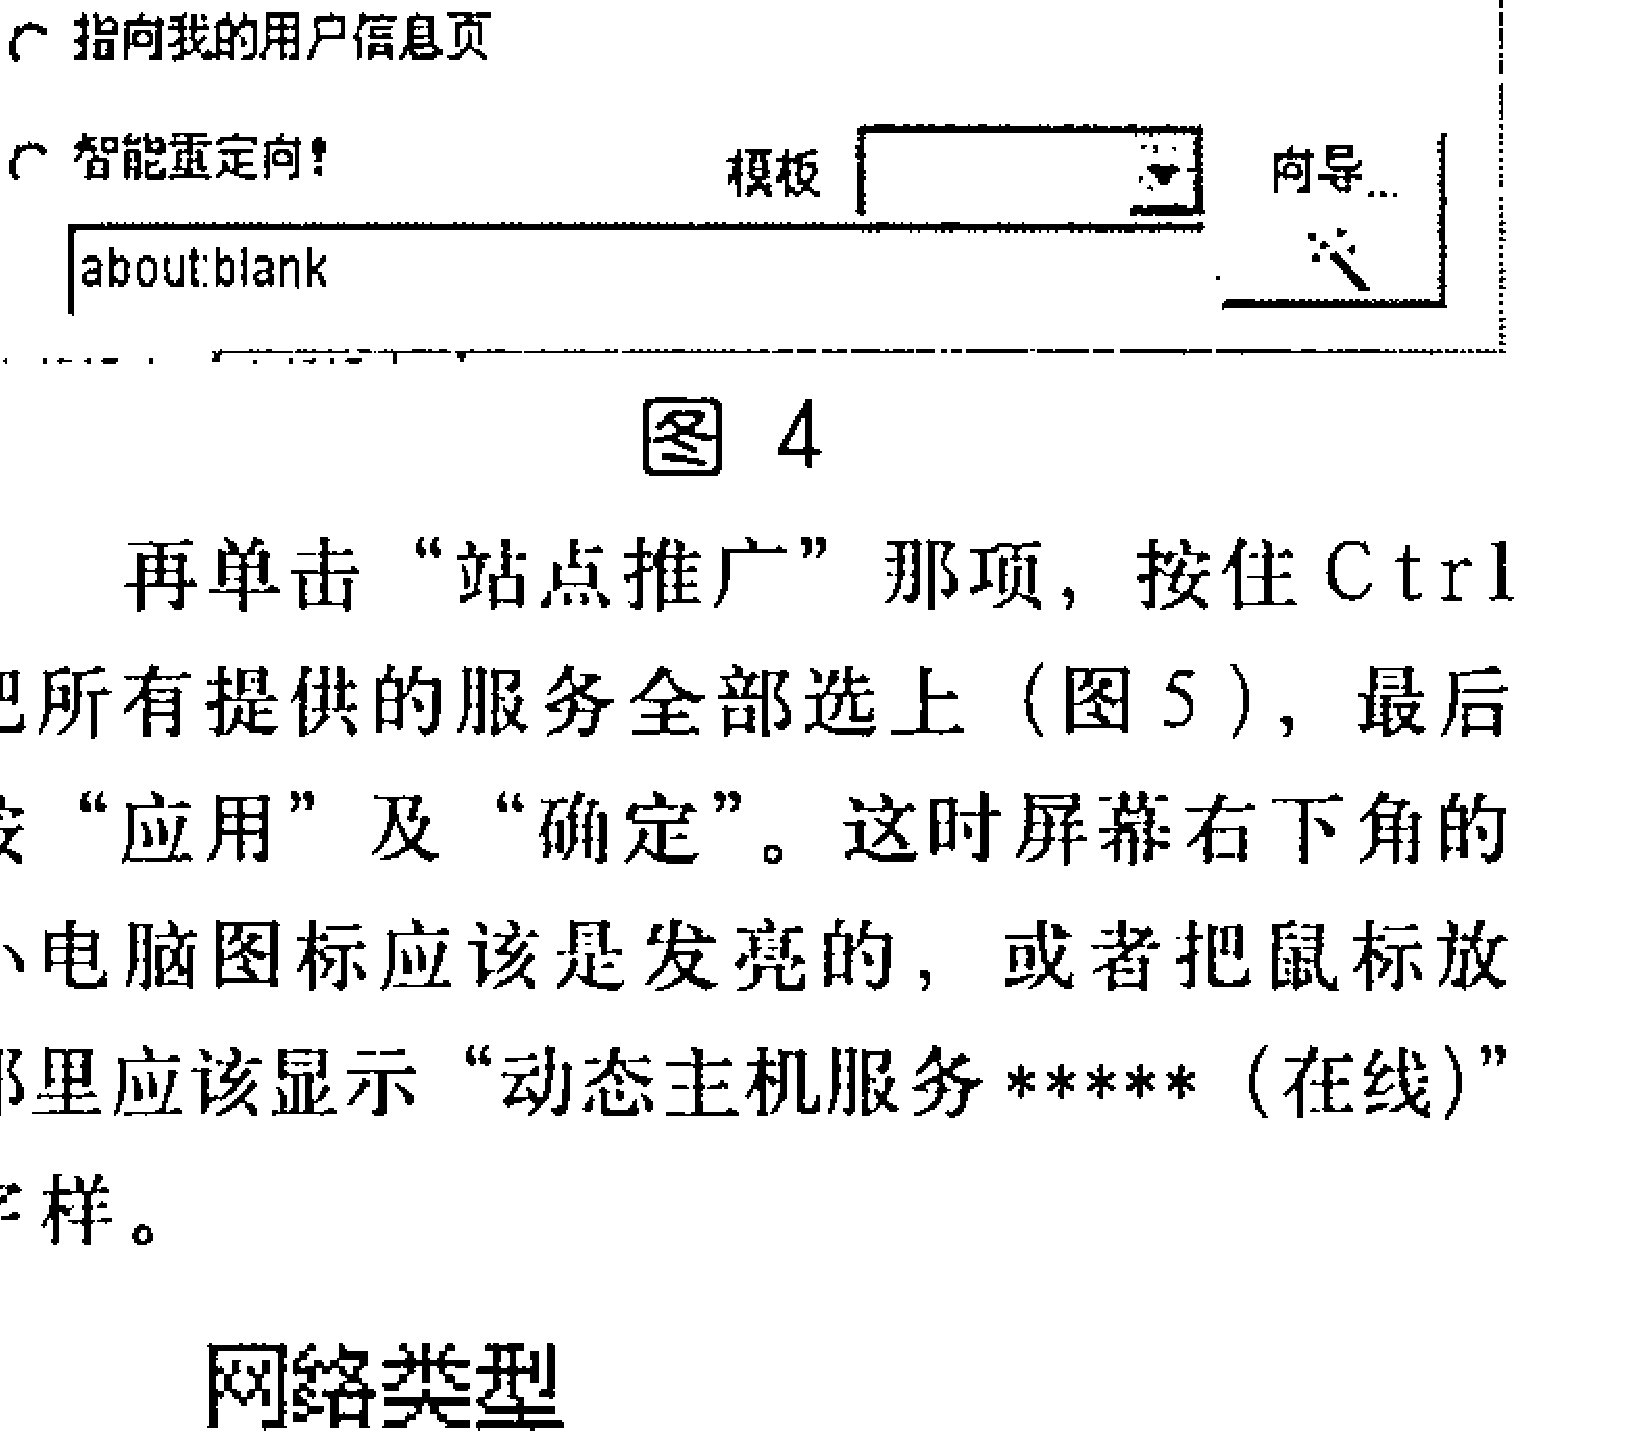 指向我的用户信息页
智能重定向!
模板
向导...
about:blank
图 4
再单击“站点推广”那项，按住Ctrl
把所有提供的服务全部选上（图5），最后
按“应用”及“确定”。这时屏幕右下角的
小电脑图标应该是发亮的，或者把鼠标放
那里应该显示“动态主机服务*****（在线）”
字样。
网络类型